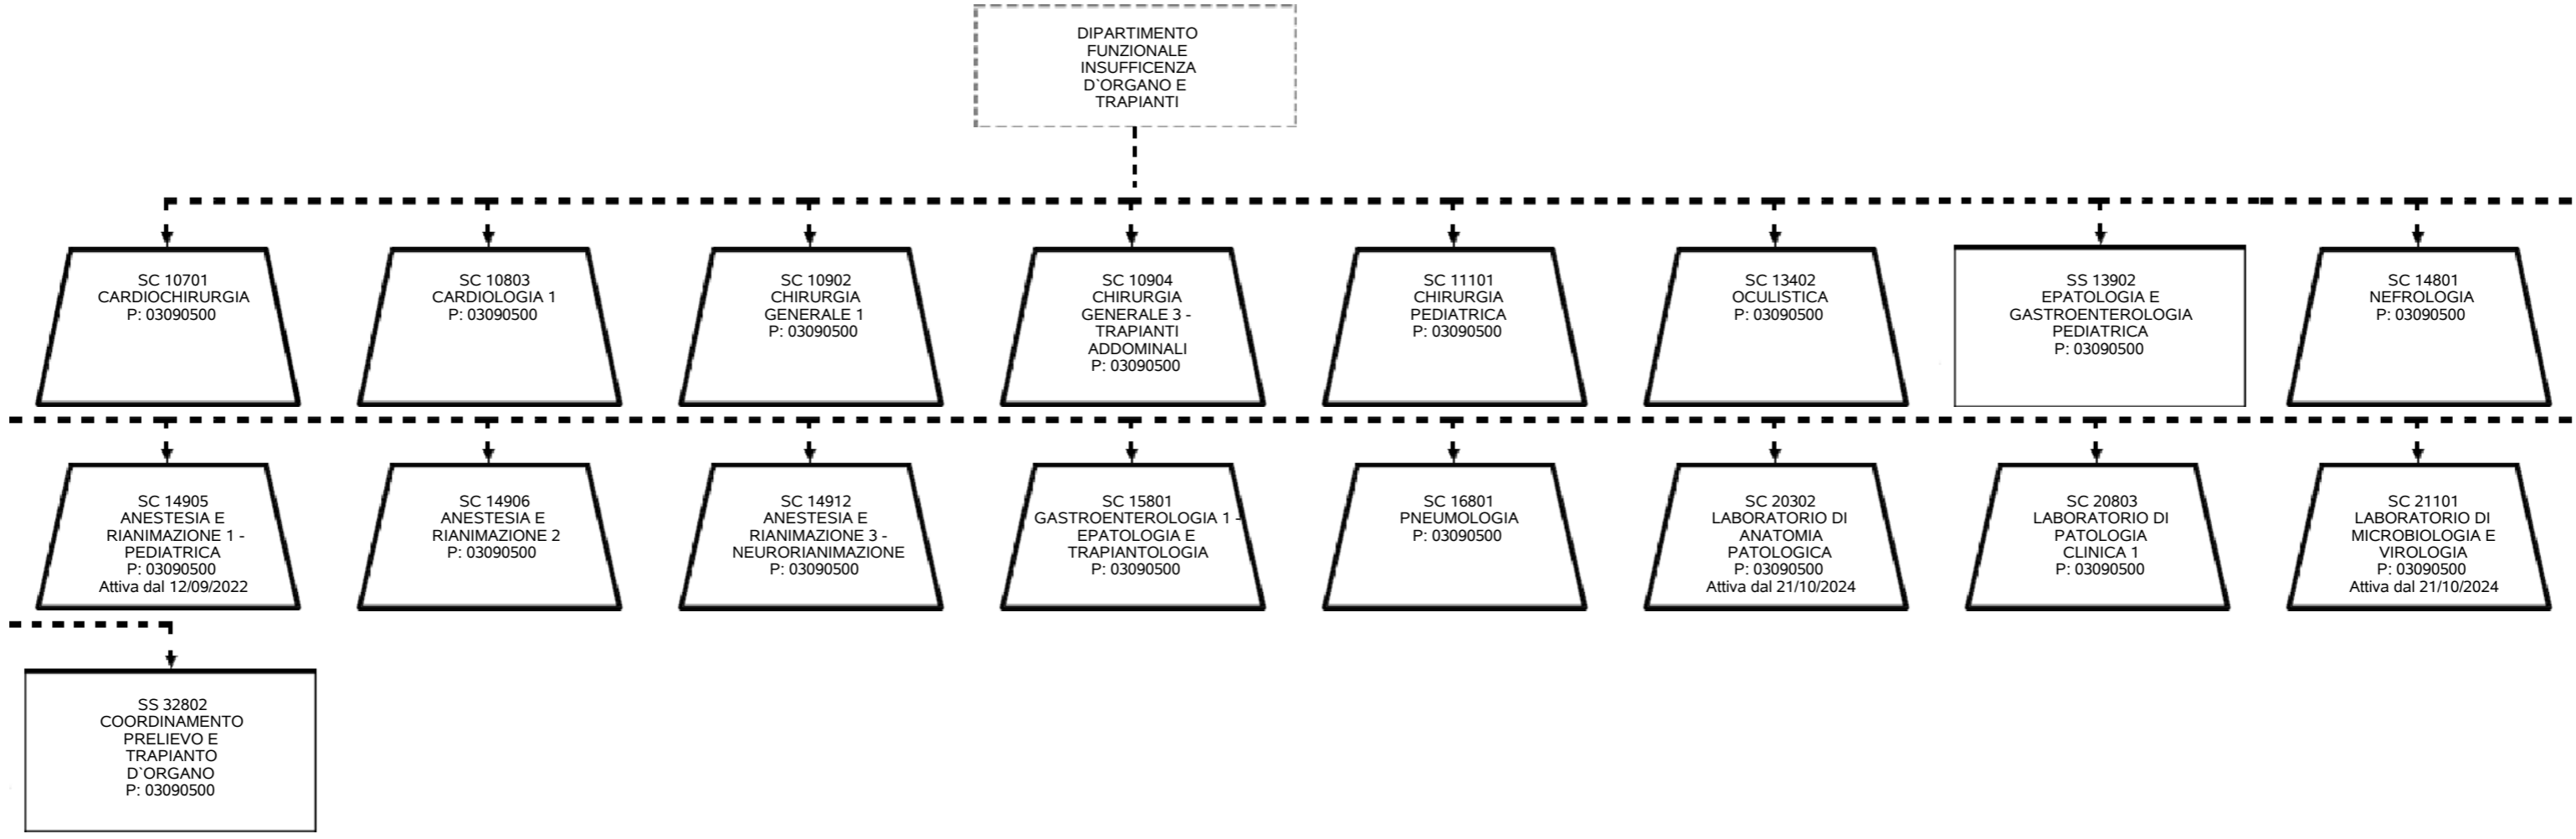 DIPARTIMENTO
FUNZIONALE
INSUFFICENZA
D`ORGANO E
TRAPIANTI
SC 10701
CARDIOCHIRURGIA
P: 03090500
SC 10803
CARDIOLOGIA 1
P: 03090500
SC 10902
CHIRURGIA
GENERALE 1
P: 03090500
SC 10904
CHIRURGIA
GENERALE 3 -
TRAPIANTI
ADDOMINALI
P: 03090500
SC 11101
CHIRURGIA
PEDIATRICA
P: 03090500
SC 13402
OCULISTICA
P: 03090500
SS 13902
EPATOLOGIA E
GASTROENTEROLOGIA
PEDIATRICA
P: 03090500
SC 14801
NEFROLOGIA
P: 03090500
SC 14905
ANESTESIA E
RIANIMAZIONE 1 -
PEDIATRICA
P: 03090500
Attiva dal 12/09/2022
SC 14906
ANESTESIA E
RIANIMAZIONE 2
P: 03090500
SC 14912
ANESTESIA E
RIANIMAZIONE 3 -
NEURORIANIMAZIONE
P: 03090500
SC 15801
GASTROENTEROLOGIA 1 -
EPATOLOGIA E
TRAPIANTOLOGIA
P: 03090500
SC 16801
PNEUMOLOGIA
P: 03090500
SC 20302
LABORATORIO DI
ANATOMIA
PATOLOGICA
P: 03090500
Attiva dal 21/10/2024
SC 20803
LABORATORIO DI
PATOLOGIA
CLINICA 1
P: 03090500
SC 21101
LABORATORIO DI
MICROBIOLOGIA E
VIROLOGIA
P: 03090500
Attiva dal 21/10/2024
SS 32802
COORDINAMENTO
PRELIEVO E
TRAPIANTO
D`ORGANO
P: 03090500